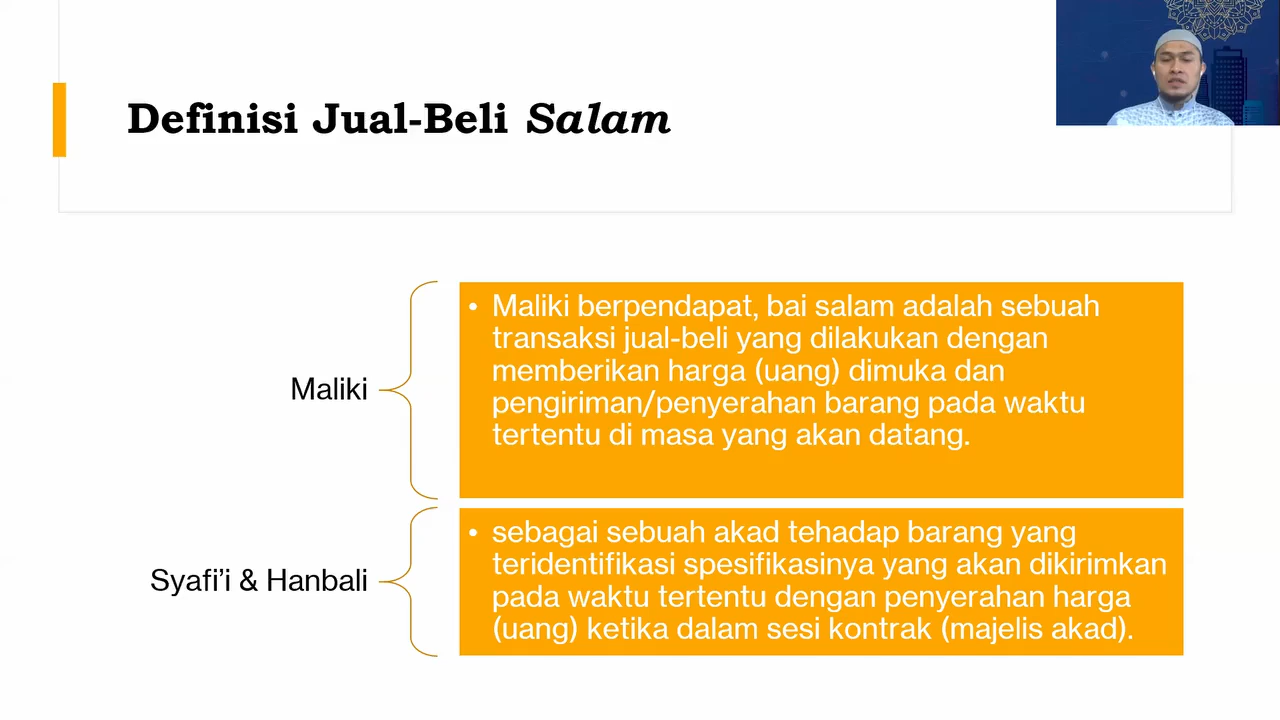 Definisi Jual-Beli Salam
Maliki
• Maliki berpendapat, bai salam adalah sebuah
transaksi jual-beli yang dilakukan dengan
memberikan harga (uang) dimuka dan
pengiriman/penyerahan barang pada waktu
tertentu di masa yang akan datang.
Syafi’i & Hanbali
• sebagai sebuah akad tehadap barang yang
teridentifikasi spesifikasinya yang akan dikirimkan
pada waktu tertentu dengan penyerahan harga
(uang) ketika dalam sesi kontrak (majelis akad).